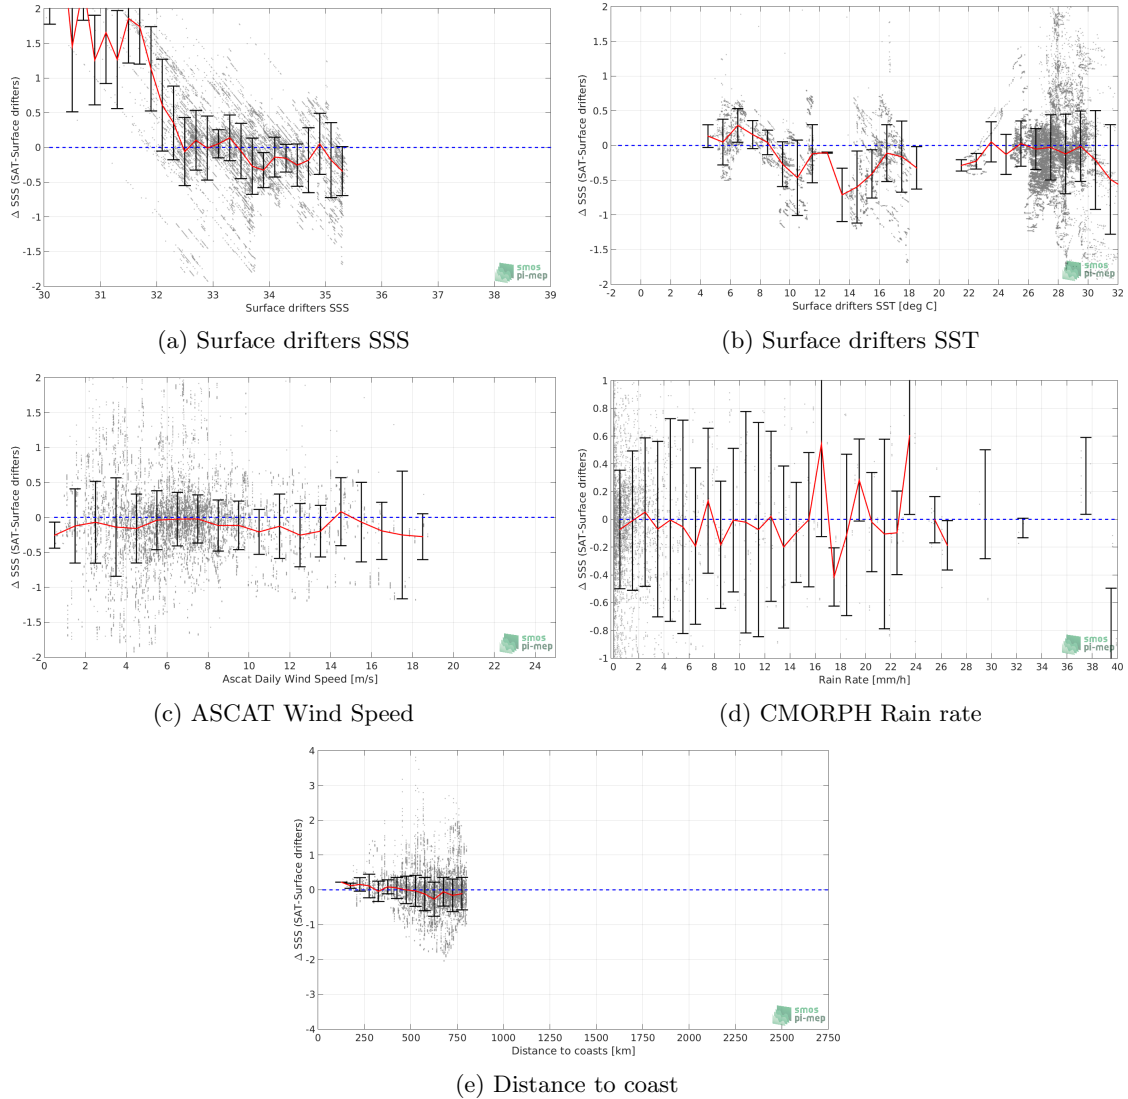 2
1.5
1
0.5
0
-0.5
-1
-1.5
-2
Δ SSS (SAT-Surface drifters)
30 31 32 33 34 35 36 37 38 39
Surface drifters SSS
smos
pi-mep
(a) Surface drifters SSS
2
1.5
1
0.5
0
-0.5
-1
-1.5
-2
Δ SSS (SAT-Surface drifters)
-2 0 2 4 6 8 10 12 14 16 18 20 22 24 26 28 30 32
Surface drifters SST [deg C]
smos
pi-mep
(b) Surface drifters SST
2
1.5
1
0.5
0
-0.5
-1
-1.5
-2
Δ SSS (SAT-Surface drifters)
0 2 4 6 8 10 12 14 16 18 20 22 24
Ascat Daily Wind Speed [m/s]
smos
pi-mep
(c) ASCAT Wind Speed
1
0.8
0.6
0.4
0.2
0
-0.2
-0.4
-0.6
-0.8
-1
Δ SSS (SAT-Surface drifters)
0 2 4 6 8 10 12 14 16 18 20 22 24 26 28 30 32 34 36 38 40
Rain Rate [mm/h]
smos
pi-mep
(d) CMORPH Rain rate
4
3
2
1
0
-1
-2
-3
-4
Δ SSS (SAT-Surface drifters)
0 250 500 750 1000 1250 1500 1750 2000 2250 2500 2750
Distance to coasts [km]
smos
pi-mep
(e) Distance to coast